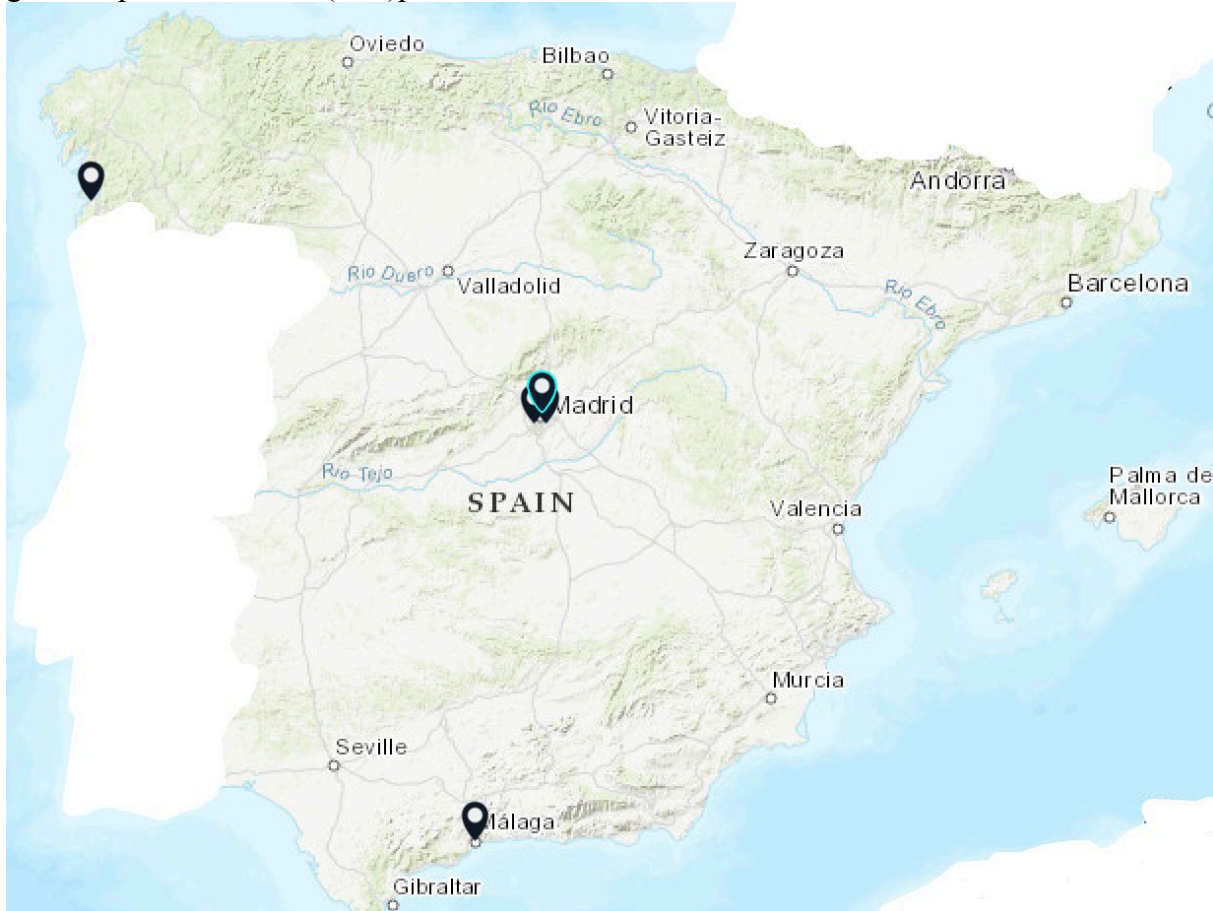 Oviedo
Bilbao
Rio Ebro
Vitoria-
Gasteiz
Andorra
Zaragoza
Rio Duero
Valladolid
Rio Ebro
Barcelona
Madrid
Rio Tejo
SPAIN
Palma de
Mallorca
Valencia
Murcia
Seville
Málaga
Gibraltar